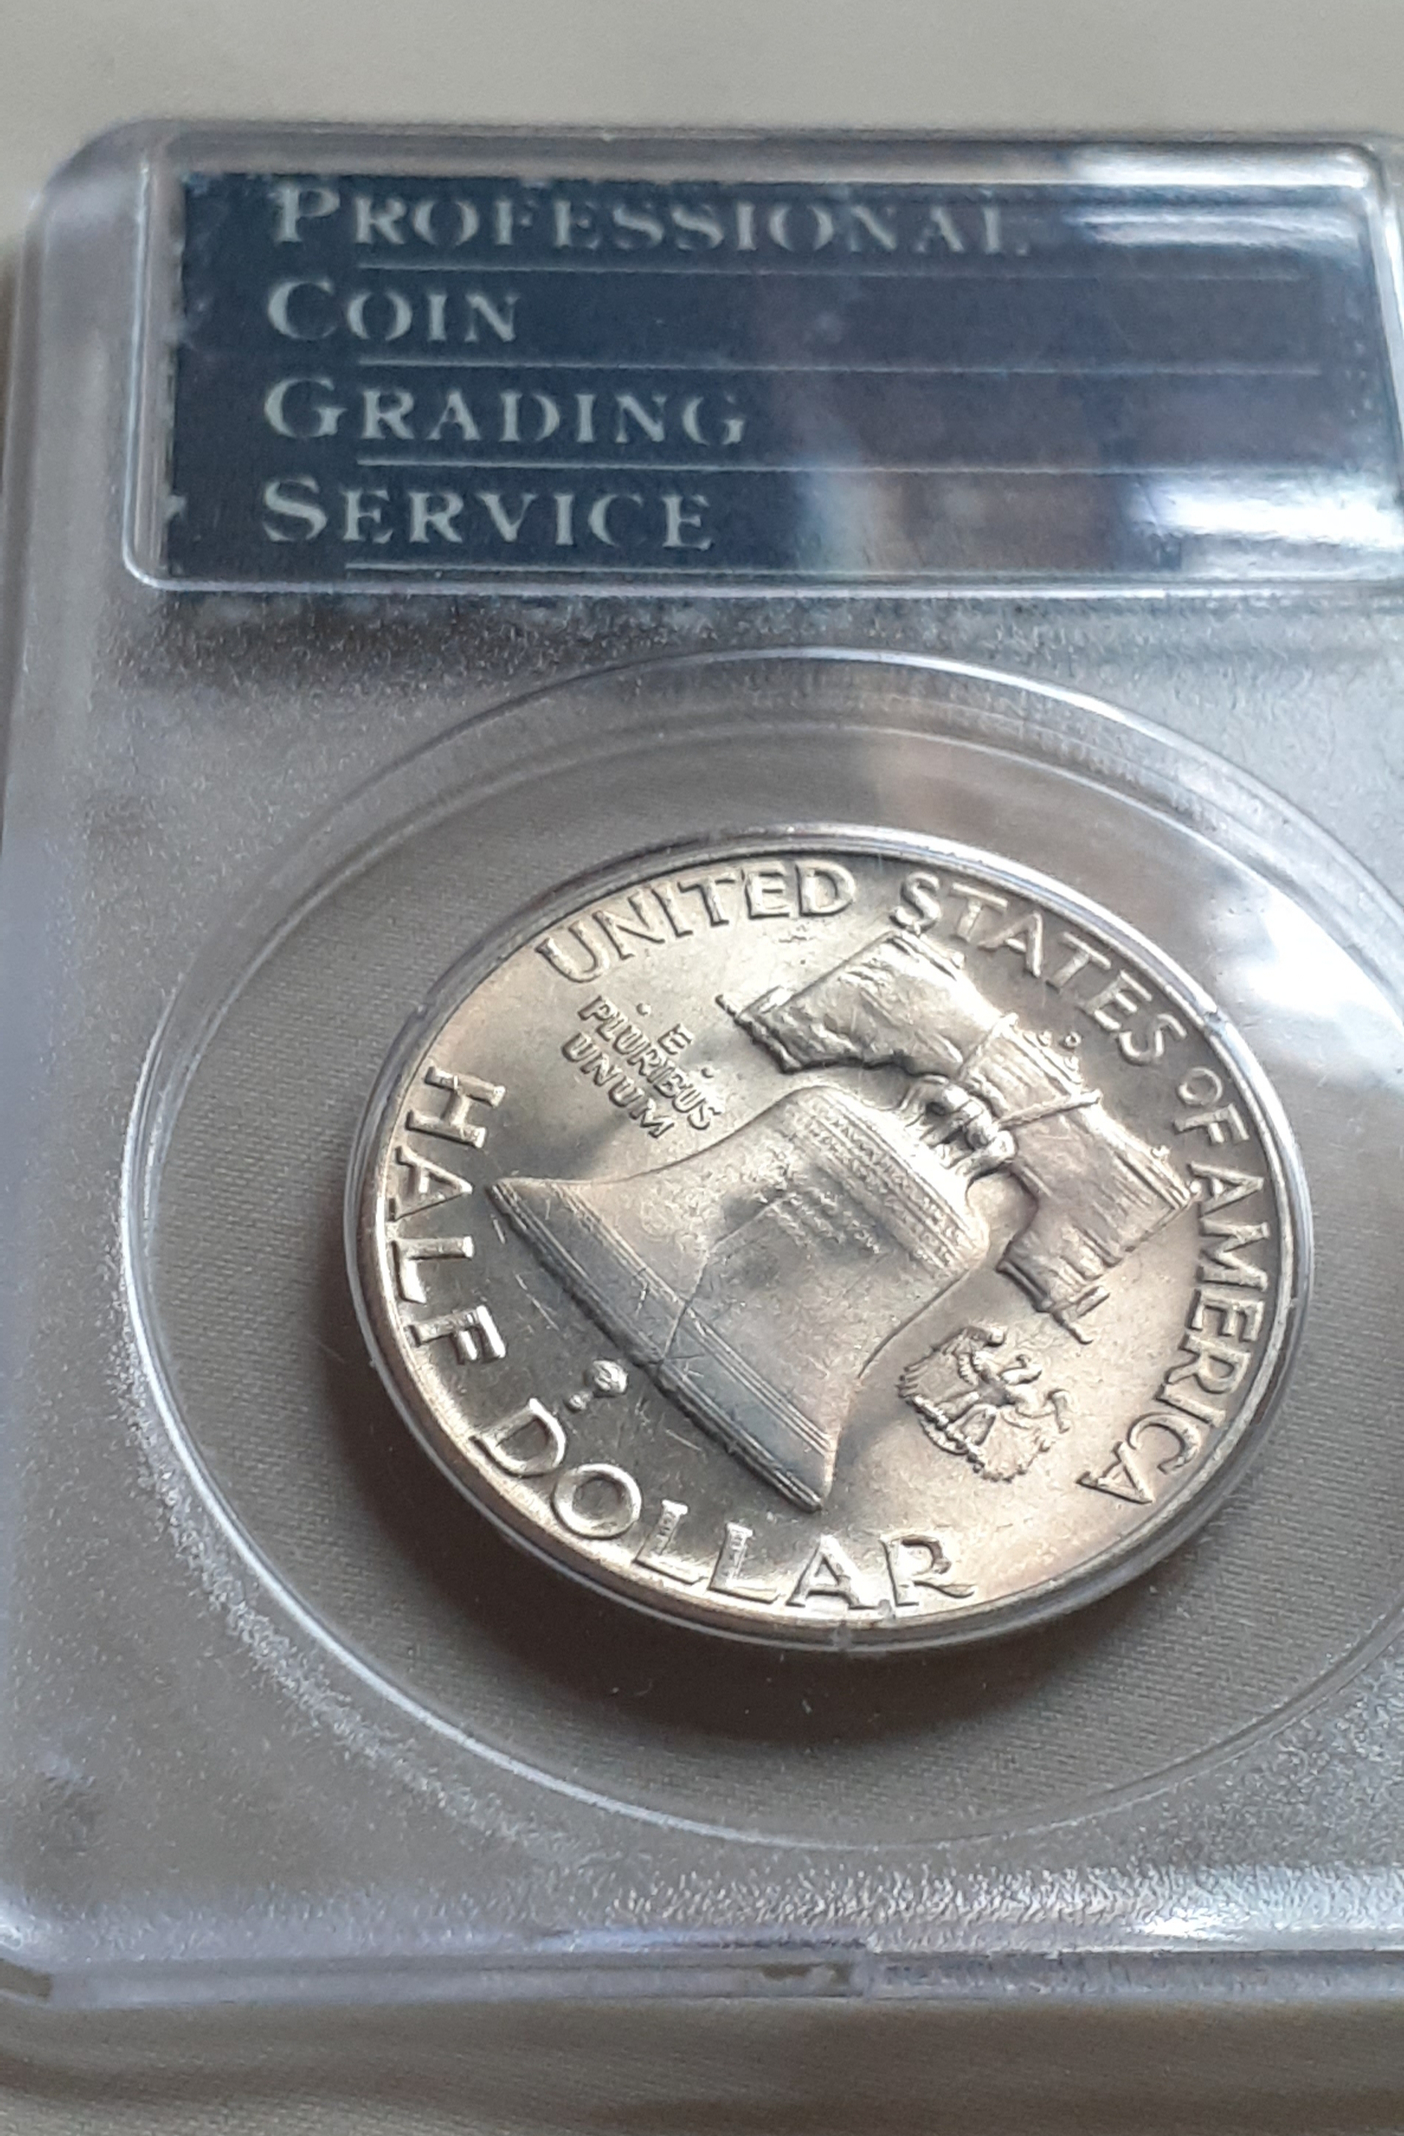 PROFESSIONAL
COIN
GRADING
SERVICE
UNITED STATES OF AMERICA
· E ·
PLURIBUS
UNUM
HALF DOLLAR